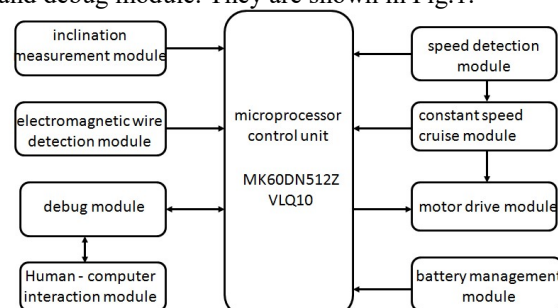 and debug module. They are shown in Fig.1.
inclination
measurement module
electromagnetic wire
detection module
debug module
Human - computer
interaction module
microprocessor
control unit
MK60DN512Z
VLQ10
speed detection
module
constant speed
cruise module
motor drive module
battery management
module